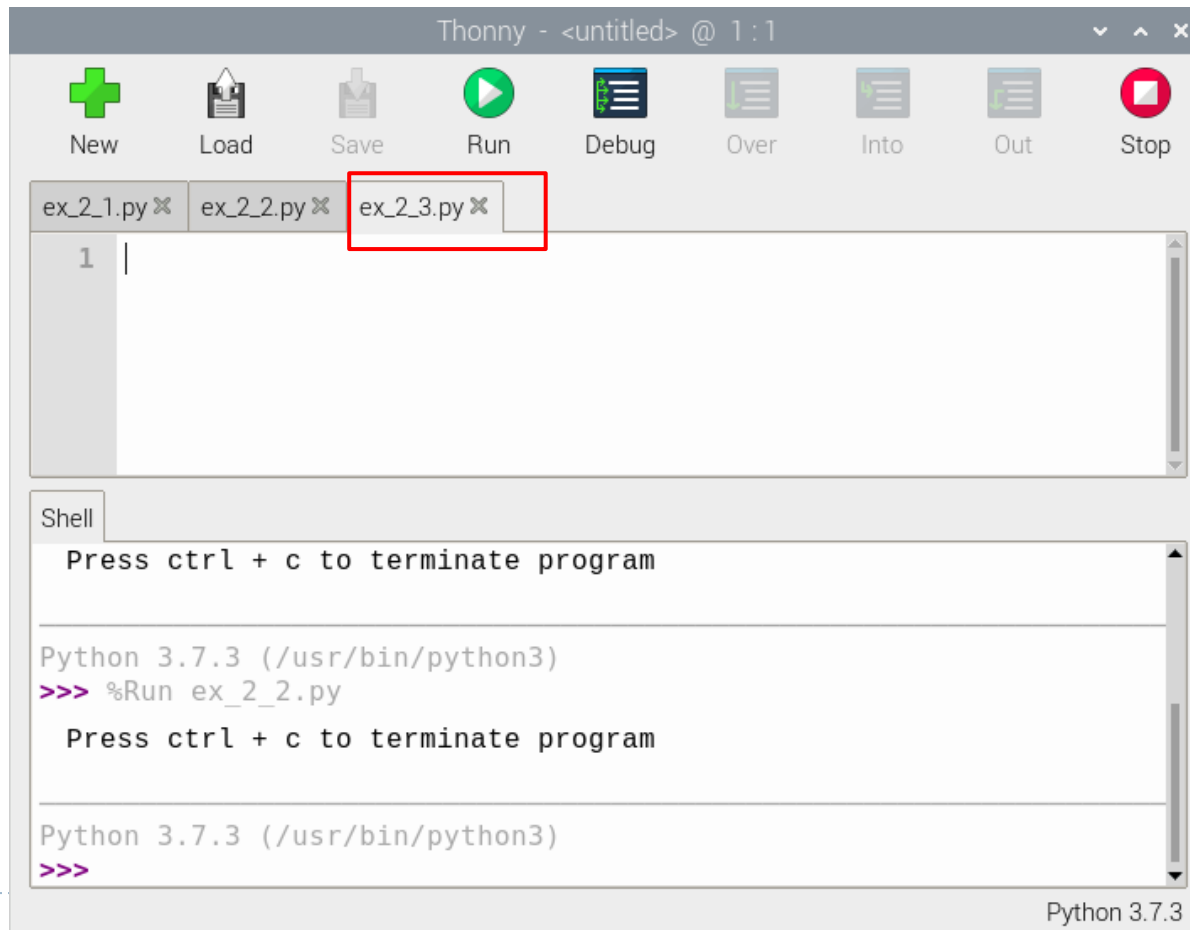 Thonny - <untitled> @ 1 : 1
New Load Save Run Debug Over Into Out Stop
ex_2_1.py ex_2_2.py ex_2_3.py
1
Shell
Press ctrl + c to terminate program
Python 3.7.3 (/usr/bin/python3)
>>> %Run ex_2_2.py
Press ctrl + c to terminate program
Python 3.7.3 (/usr/bin/python3)
>>>
Python 3.7.3